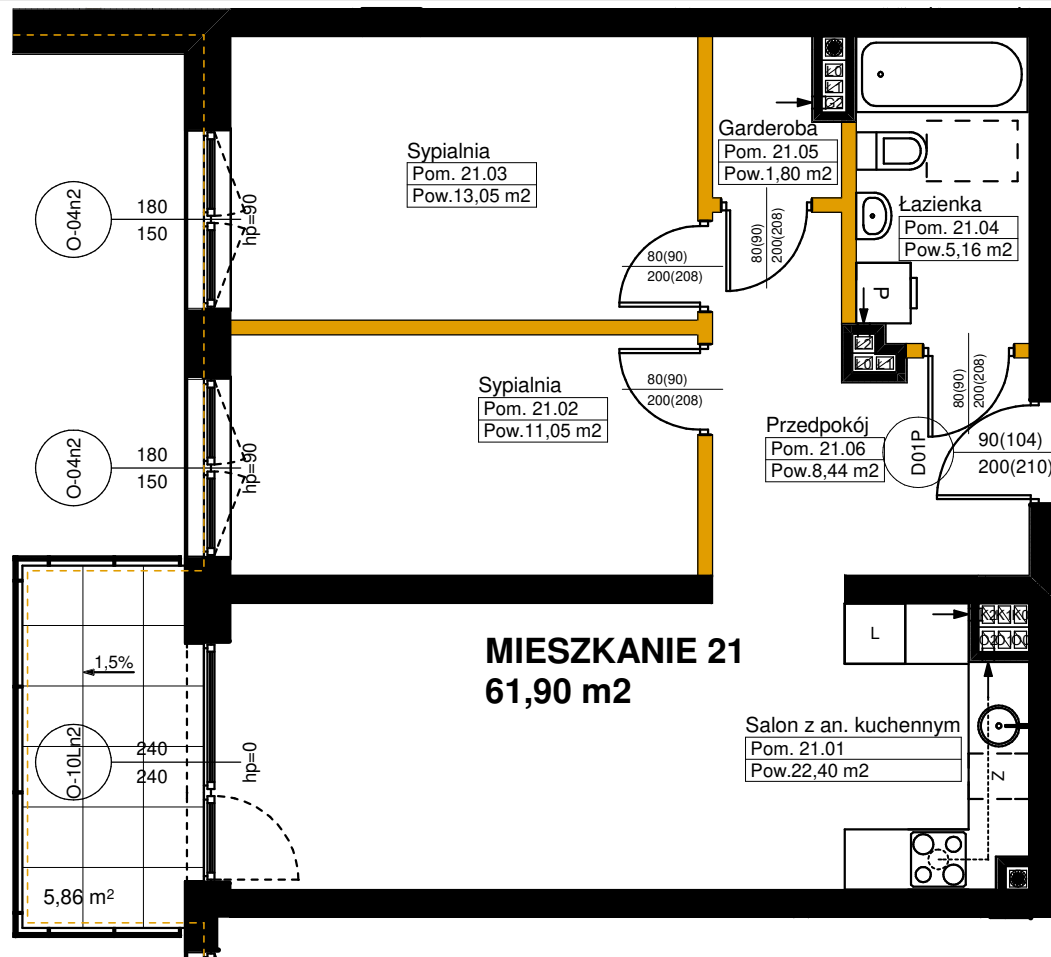 Sypialnia
Pom. 21.03
Pow.13,05 m2
Garderoba
Pom. 21.05
Pow.1,80 m2
Łazienka
Pom. 21.04
Pow.5,16 m2
P
O-04n2
180
150
hp=90
80(90)
200(208)
80(90)
200(208)
Sypialnia
Pom. 21.02
Pow.11,05 m2
80(90)
200(208)
80(90)
200(208)
Przedpokój
Pom. 21.06
Pow.8,44 m2
D01P
90(104)
200(210)
O-04n2
180
150
hp=90
MIESZKANIE 21
61,90 m2
L
1,5%
Salon z an. kuchennym
Pom. 21.01
Pow.22,40 m2
Z
O-10Ln2
240
240
hp=0
5,86 m²